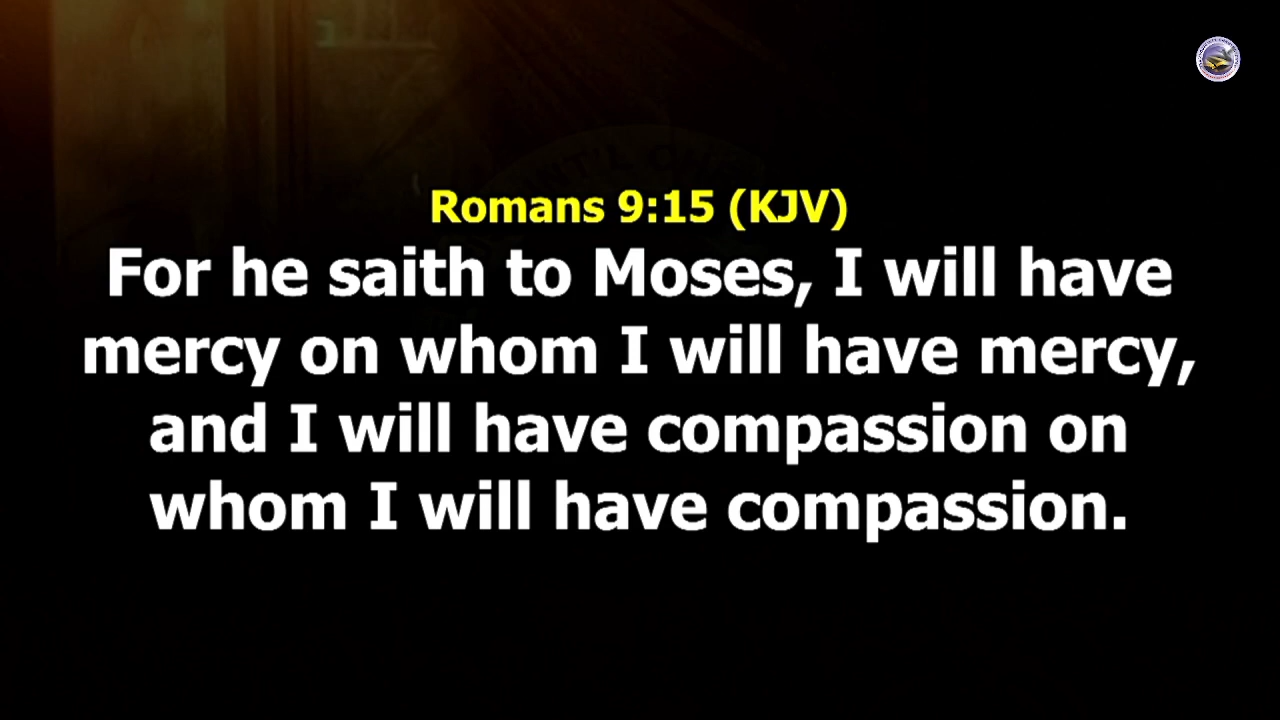 Romans 9:15 (KJV)
For he saith to Moses, I will have
mercy on whom I will have mercy,
and I will have compassion on
whom I will have compassion.